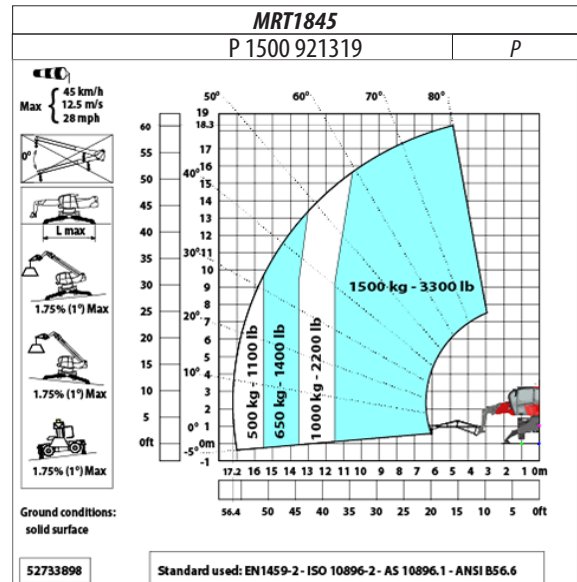 MRT1845
P 1500 921319 P
Max { 45 km/h
12.5 m/s
28 mph
0°
L max
1.75% (1°) Max
1.75% (1°) Max
1.75% (1°) Max
50° 60° 70° 80°
40°
30°
20°
10°
0°
-5°
60
55
50
45
40
35
30
25
20
15
10
5
0ft
19
18.3
17
16
15
14
13
12
11
10
9
8
7
6
5
4
3
2
1
0m
-1
500 kg - 1100 lb
650 kg - 1400 lb
1000 kg - 2200 lb
1500 kg - 3300 lb
17.2 16 15 14 13 12 11 10 9 8 7 6 5 4 3 2 1 0m
56.4 50 45 40 35 30 25 20 15 10 5 0ft
Ground conditions:
solid surface
52733898
Standard used: EN1459-2 - ISO 10896-2 - AS 10896.1 - ANSI B56.6